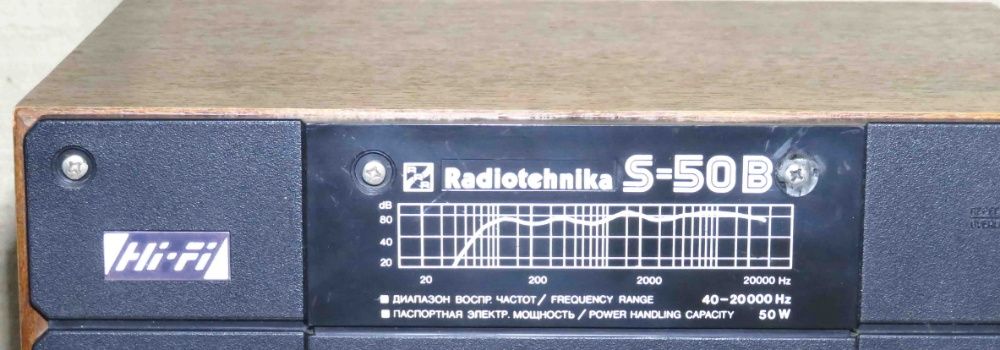 Radiotehnika S-50B
Hi-Fi
dB
80
40
20
20 200 2000 20000 Hz
ДИАПАЗОН ВОСПР. ЧАСТОТ / FREQUENCY RANGE 40-20000 Hz
ПАСПОРТНАЯ ЭЛЕКТР. МОЩНОСТЬ / POWER HANDLING CAPACITY 50 W